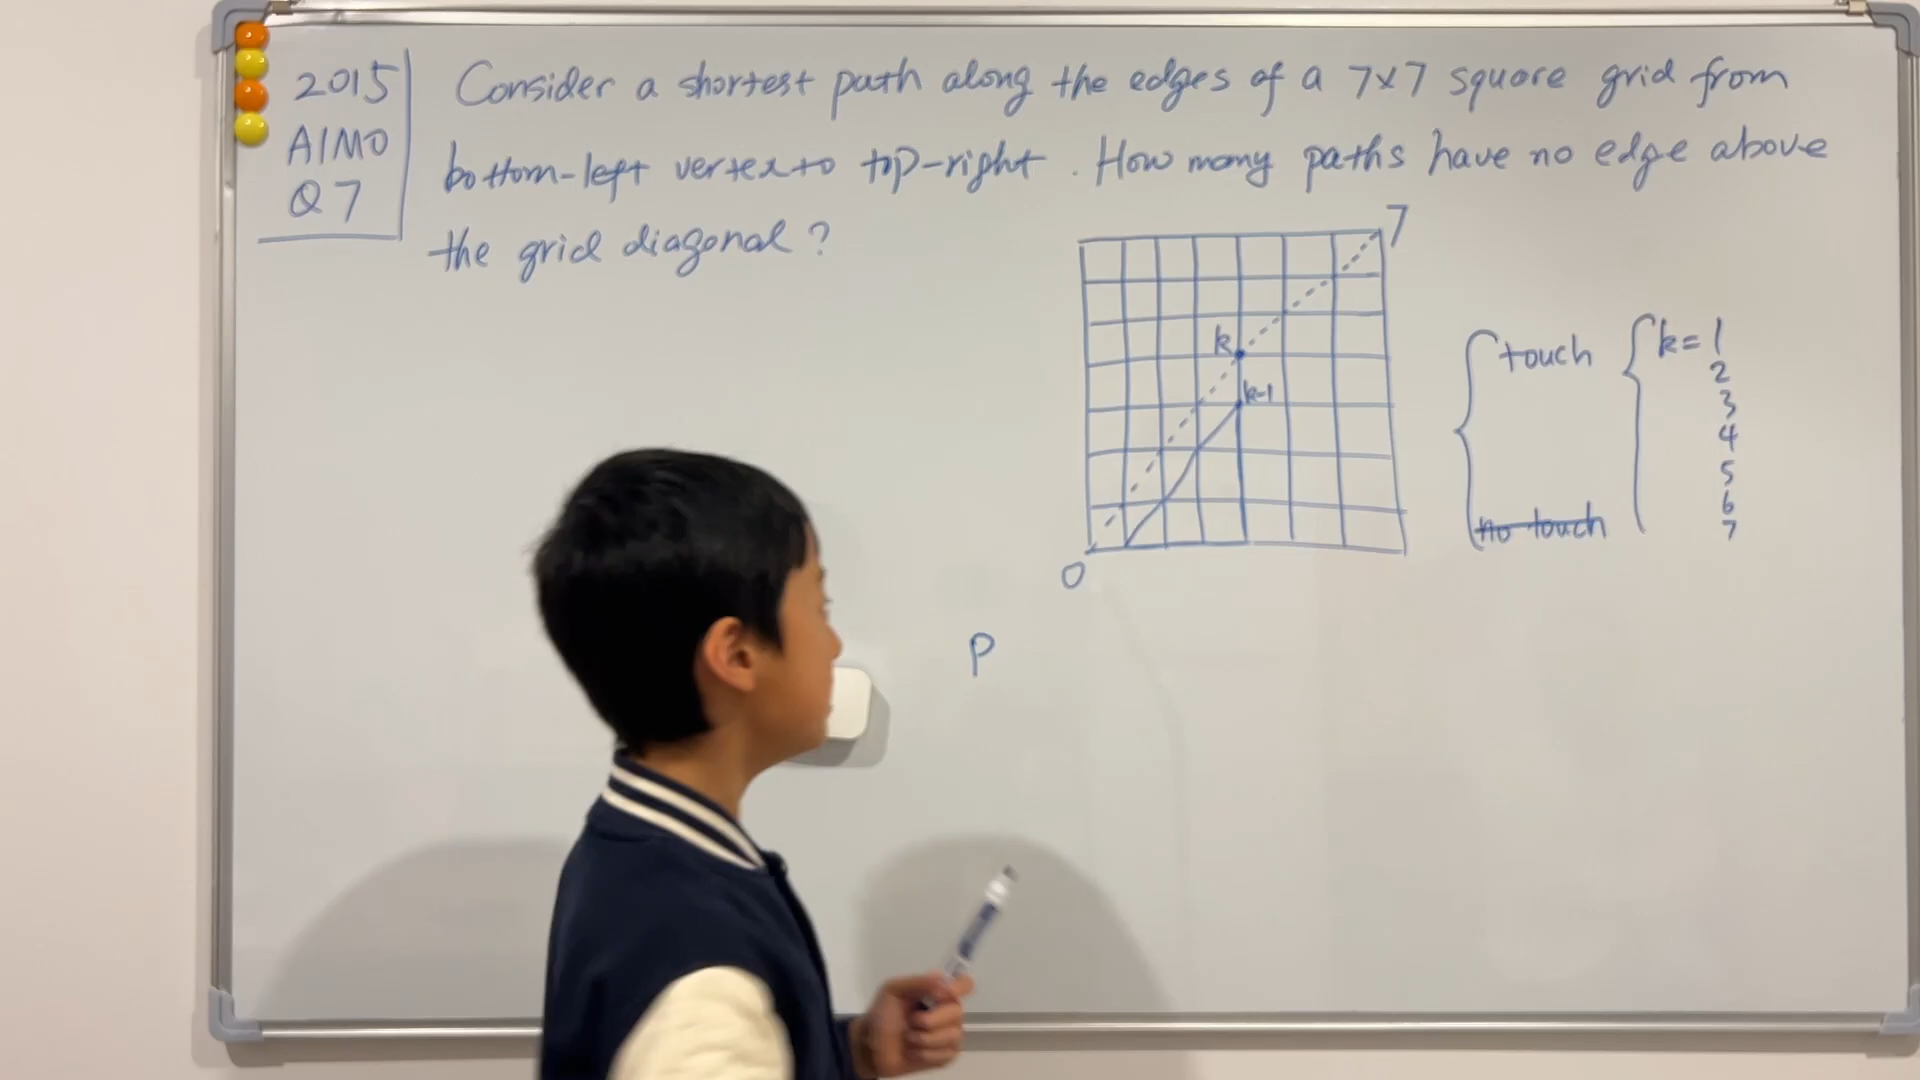 2015
AIMO
Q7
Consider a shortest path along the edges of a 7x7 square grid from
bottom-left vertex to top-right. How many paths have no edge above
the grid diagonal?
7
k
k-1
0
touch
no touch
k=1
2
3
4
5
6
7
P